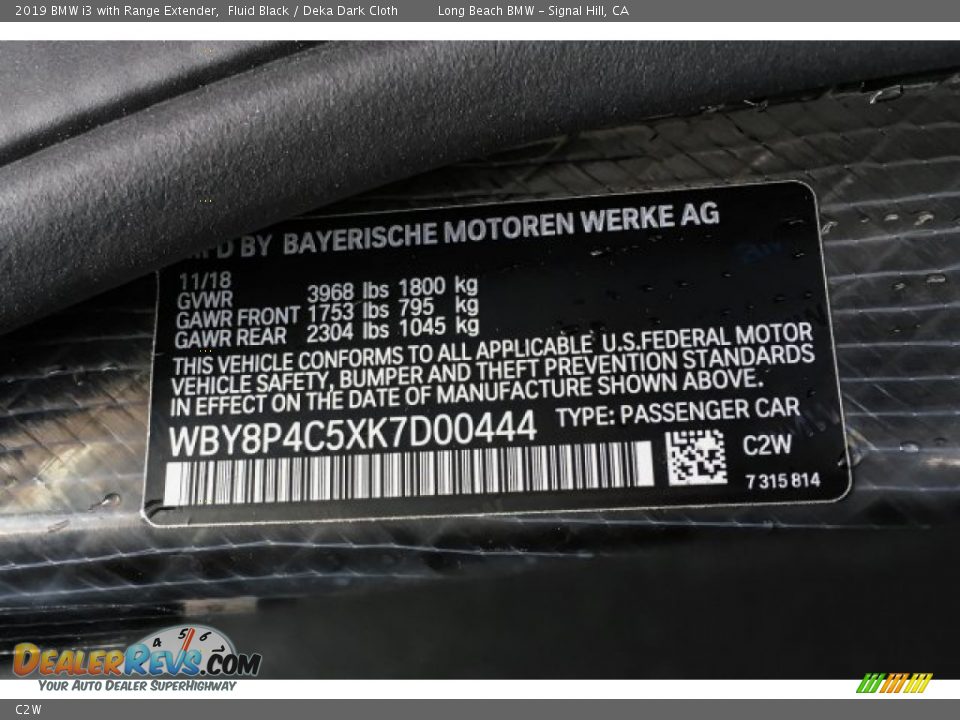 2019 BMW i3 with Range Extender, Fluid Black / Deka Dark Cloth Long Beach BMW - Signal Hill, CA
BY BAYERISCHE MOTOREN WERKE AG
11/18
GVWR 3968 lbs 1800 kg
GAWR FRONT 1753 lbs 795 kg
GAWR REAR 2304 lbs 1045 kg
THIS VEHICLE CONFORMS TO ALL APPLICABLE U.S.FEDERAL MOTOR
VEHICLE SAFETY, BUMPER AND THEFT PREVENTION STANDARDS
IN EFFECT ON THE DATE OF MANUFACTURE SHOWN ABOVE.
WBY8P4C5XK7D00444 TYPE: PASSENGER CAR
C2W
7 315 814
4 5 6
DEALERREVS.COM
YOUR AUTO DEALER SUPERHIGHWAY
C2W